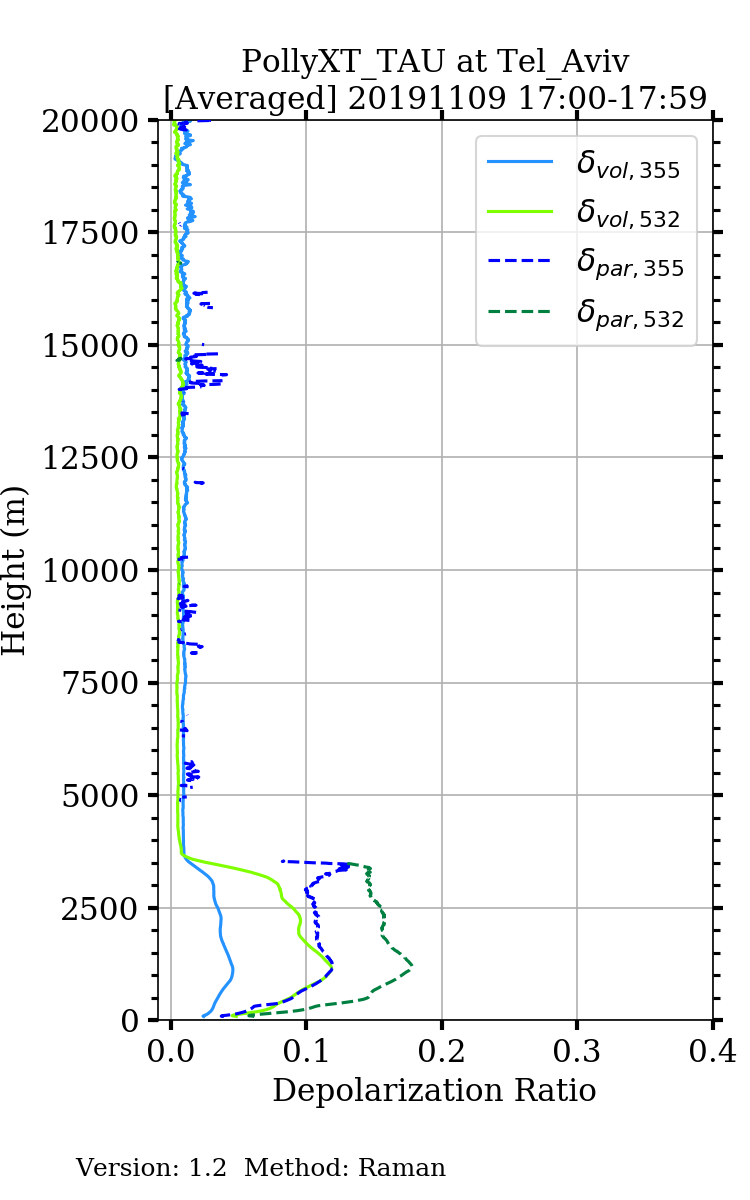 PollyXT_TAU at Tel_Aviv
[Averaged] 20191109 17:00-17:59
20000
17500
15000
12500
10000
7500
5000
2500
0
Height (m)
δvol, 355
δvol, 532
δpar, 355
δpar, 532
0.0 0.1 0.2 0.3 0.4
Depolarization Ratio
Version: 1.2 Method: Raman